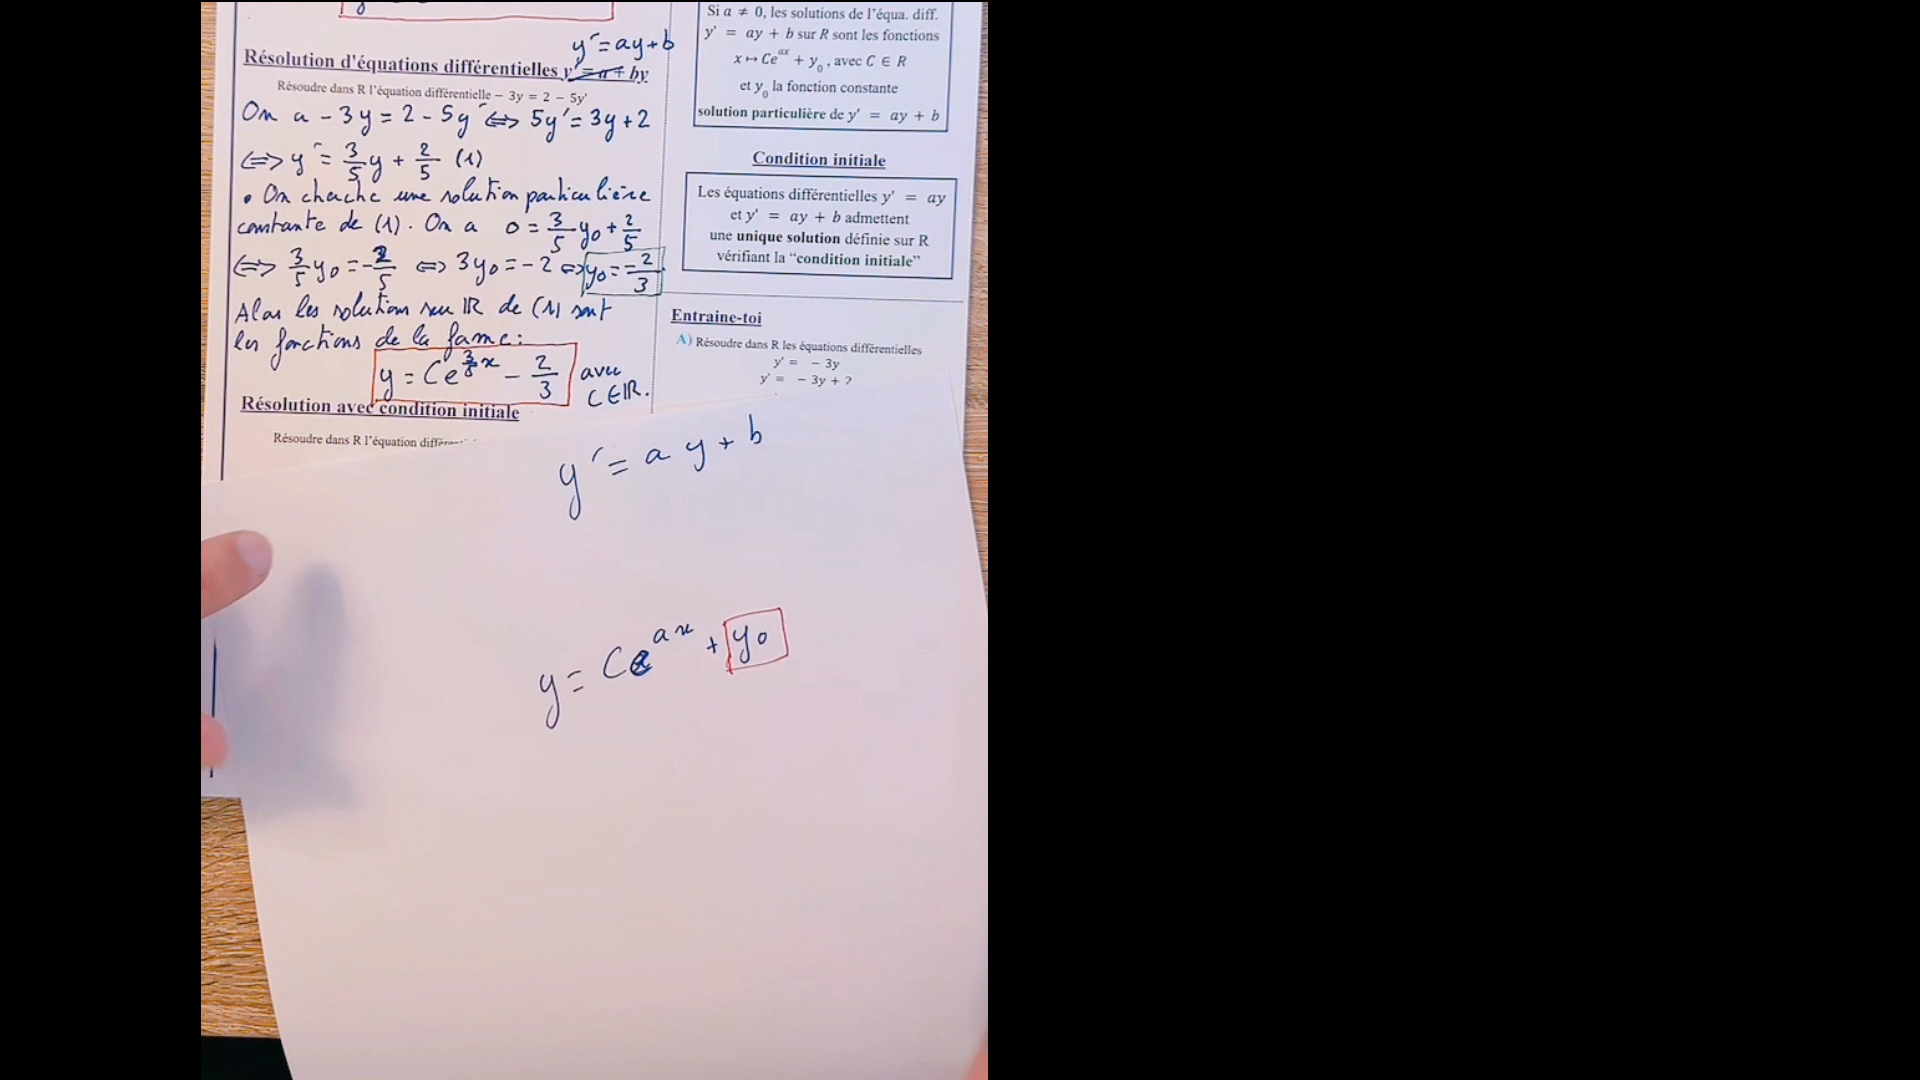 y' = ay + b
Résolution d'équations différentielles y' = a + by
Résoudre dans R l'équation différentielle − 3y = 2 − 5y'
On a − 3y = 2 − 5y' ⇔ 5y' = 3y + 2
⇔ y' = 3/5 y + 2/5 (1)
• On cherche une solution particulière
constante de (1). On a 0 = 3/5 y0 + 2/5
⇔ 3/5 y0 = −2/5 ⇔ 3y0 = −2 ⇔ y0 = −2/3
Alors les solutions sur ℝ de (1) sont
les fonctions de la forme :
y = Ce^(3/5 x) − 2/3 avec
C ∈ ℝ.
Résolution avec condition initiale
Résoudre dans R l'équation
Si a ≠ 0, les solutions de l'équa. diff.
y' = ay + b sur R sont les fonctions
x ↦ Ce^(ax) + y0 , avec C ∈ R
et y0 la fonction constante
solution particulière de y' = ay + b
Condition initiale
Les équations différentielles y' = ay
et y' = ay + b admettent
une unique solution définie sur R
vérifiant la “condition initiale”
Entraine-toi
A) Résoudre dans R les équations différentielles
y' = − 3y
y' = − 3y + ?
y' = a y + b
y = Ce^(ax) + y0